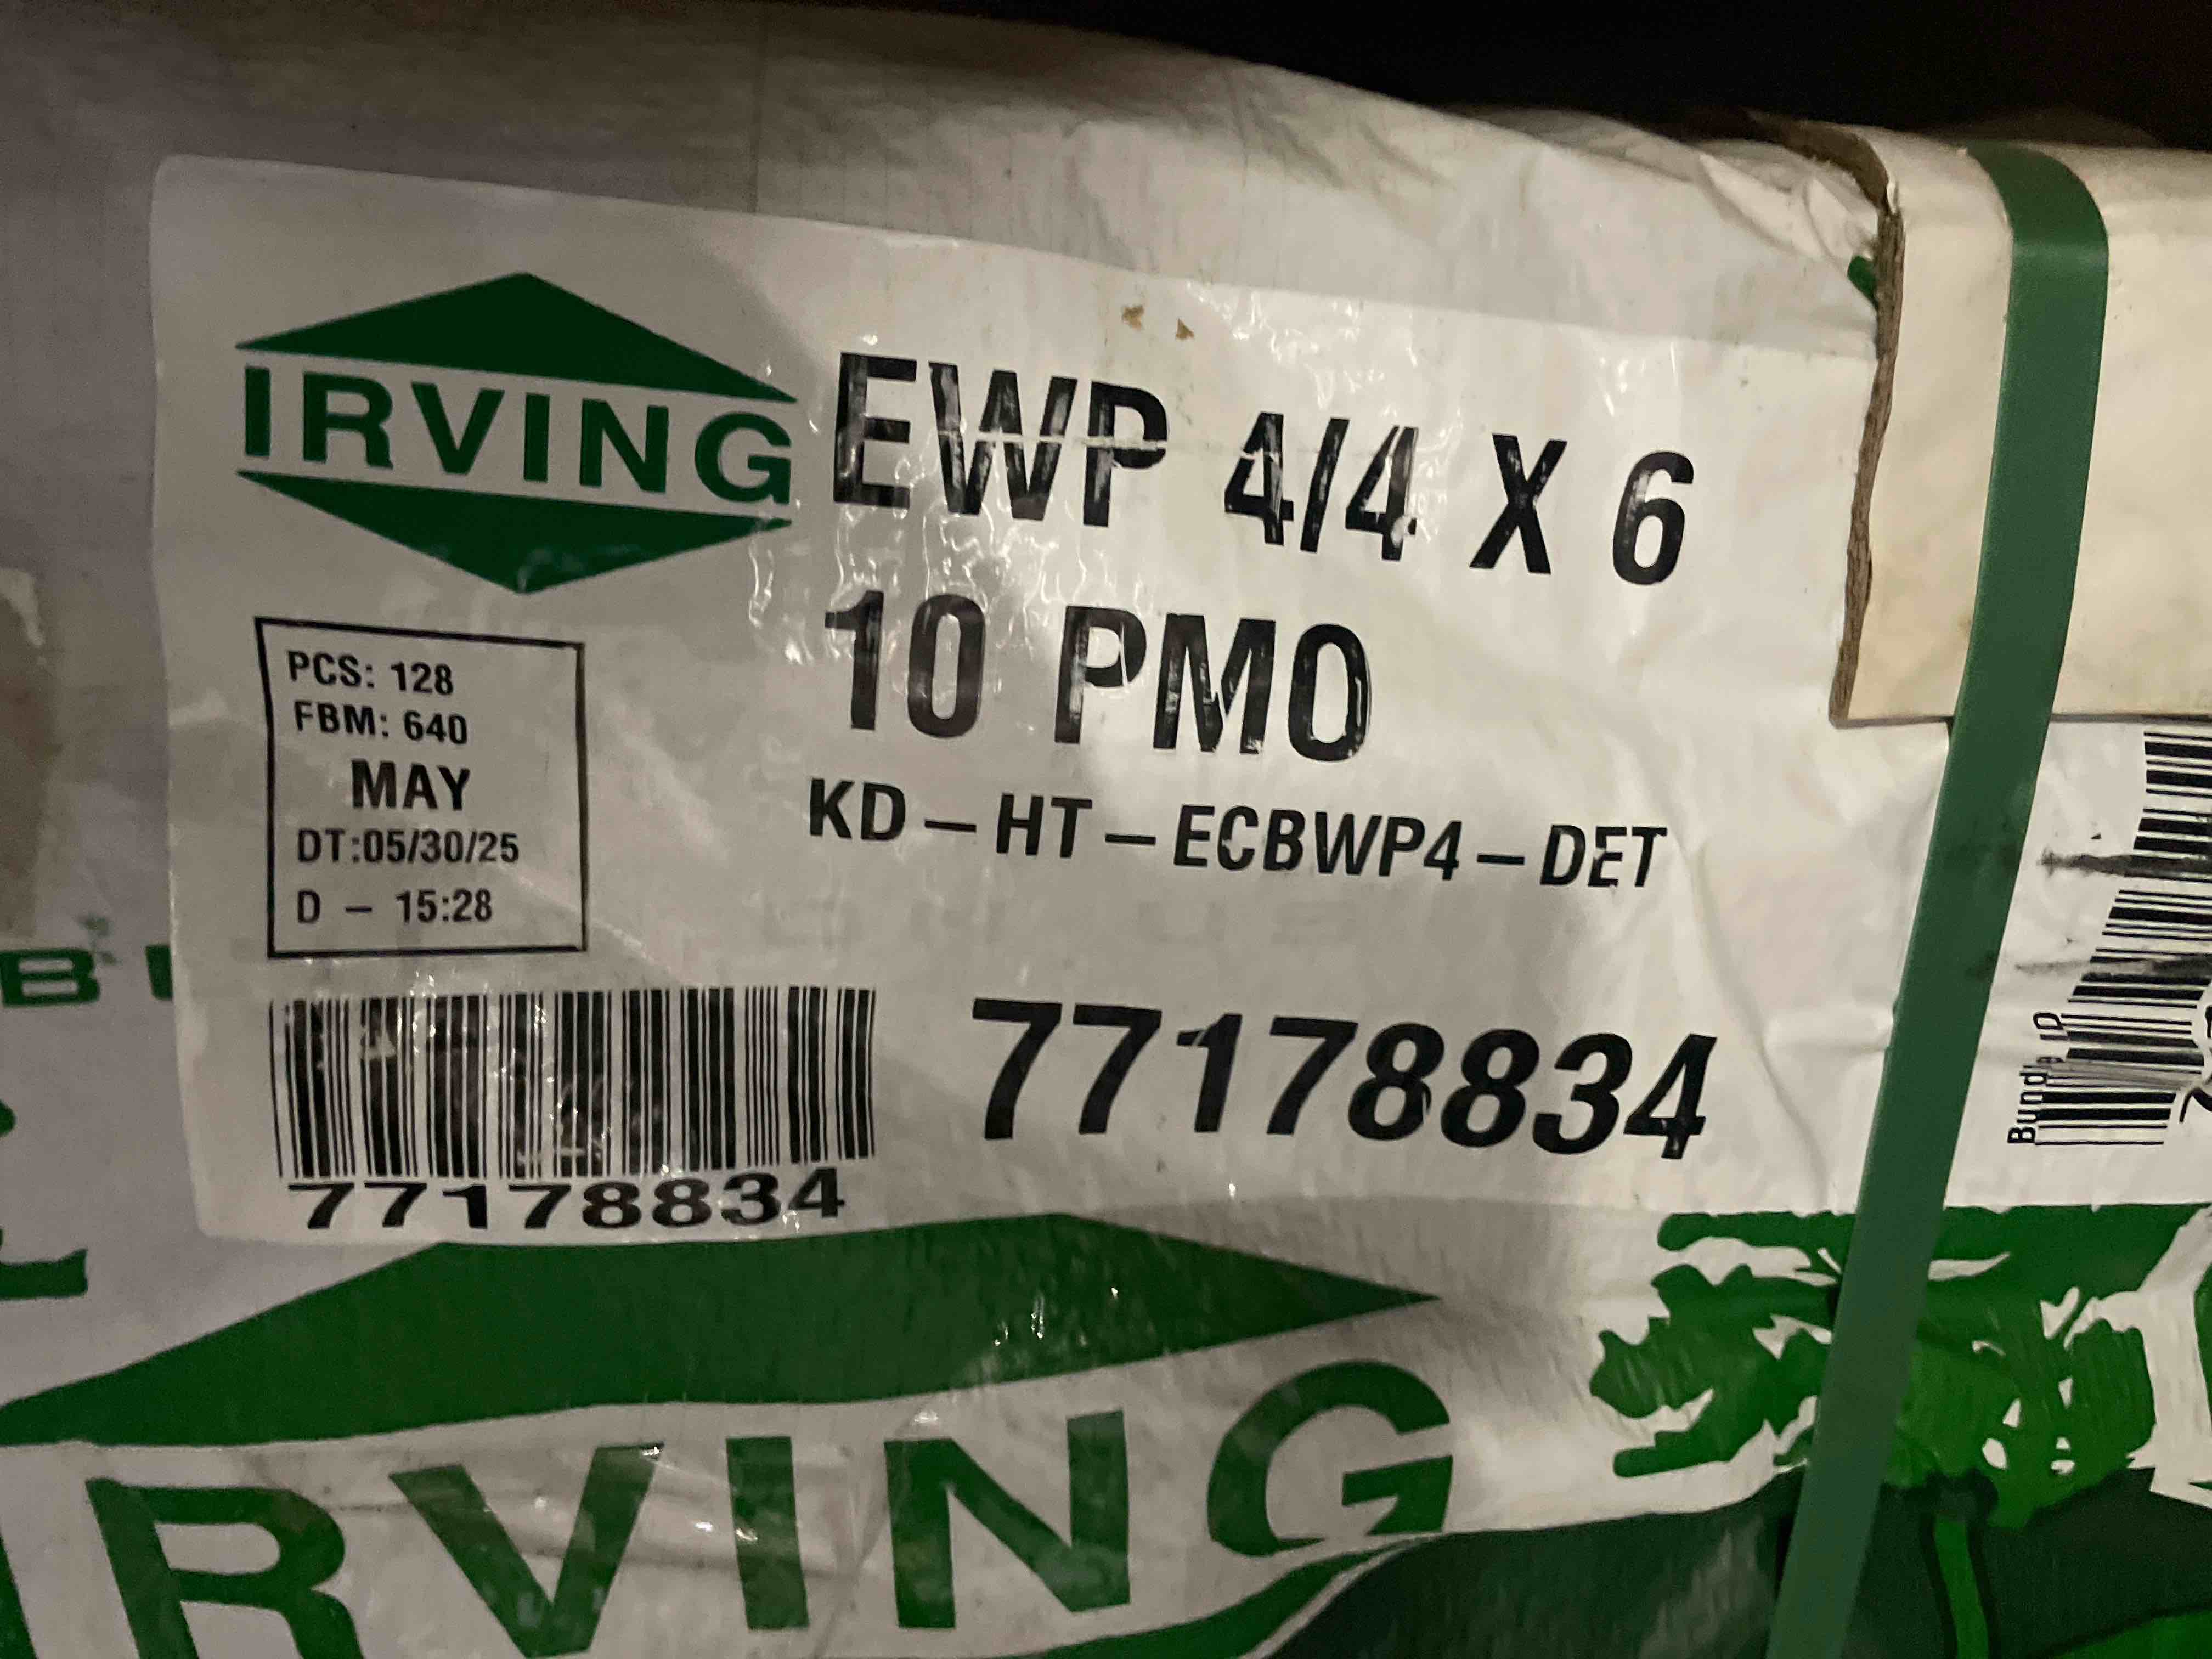 IRVING
EWP 4/4 X 6
10 PMO
KD – HT – ECBWP4 – DET
PCS: 128
FBM: 640
MAY
DT:05/30/25
D – 15:28
77178834
77178834
IRVING